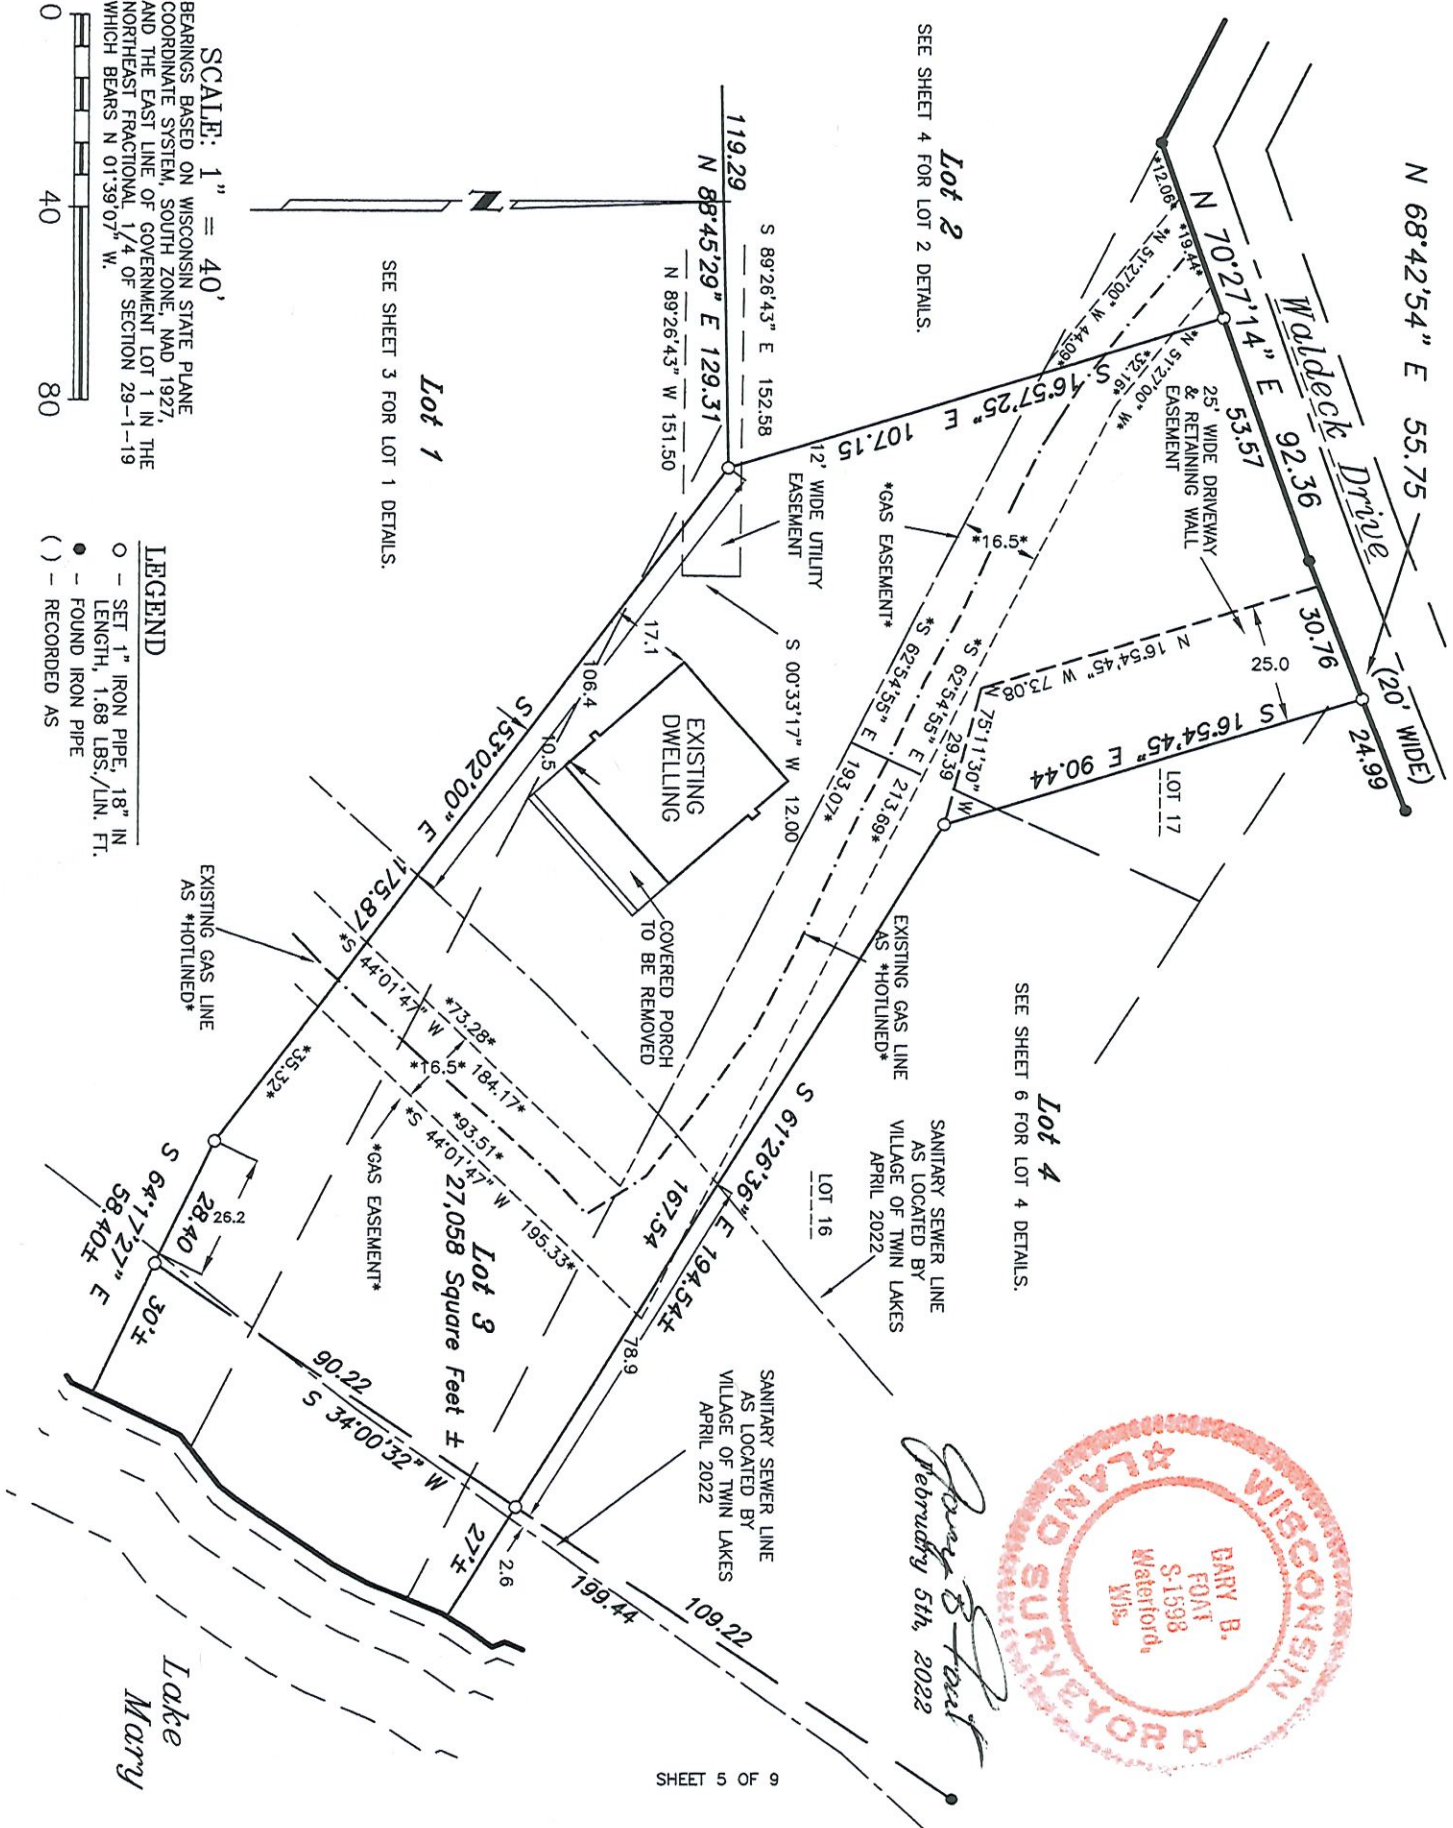 N 68°42'54" E 55.75
Waldeck Drive
(20' WIDE)
N 70°27'14" E 92.36
53.57
30.76
24.99
*12.06*
*19.44*
*N 51°27'00" W 44.09*
*N 51°27'00" W*
*32.16*
25' WIDE DRIVEWAY
& RETAINING WALL
EASEMENT
25.0
N 16°54'45" W 73.08
S 16°54'45" E 90.44
N 75°11'30" W
29.39
LOT 17
Lot 2
SEE SHEET 4 FOR LOT 2 DETAILS.
S 16°57'25" E 107.15
*GAS EASEMENT*
*16.5*
*S 62°54'55" E 213.69*
*S 62°54'55" E 193.07*
119.29
N 88°45'29" E 129.31
S 89°26'43" E 152.58
N 89°26'43" W 151.50
12' WIDE UTILITY
EASEMENT
S 00°33'17" W 12.00
Lot 1
SEE SHEET 3 FOR LOT 1 DETAILS.
17.1
106.4
10.5
EXISTING
DWELLING
COVERED PORCH
TO BE REMOVED
S 53°02'00" E 175.87
EXISTING GAS LINE
AS *HOTLINED*
EXISTING GAS LINE
AS *HOTLINED*
Lot 4
SEE SHEET 6 FOR LOT 4 DETAILS.
SANITARY SEWER LINE
AS LOCATED BY
VILLAGE OF TWIN LAKES
APRIL 2022
LOT 16
S 61°26'36" E 194.54±
167.54
78.9
*S 44°01'47" W 184.17*
*73.28*
*16.5*
*93.51*
*S 44°01'47" W 195.33*
*GAS EASEMENT*
*35.32*
Lot 3
27,058 Square Feet ±
28.40
26.2
S 64°17'27" E
58.40±
30'±
90.22
S 34°00'32" W
199.44
109.22
27'±
2.6
SANITARY SEWER LINE
AS LOCATED BY
VILLAGE OF TWIN LAKES
APRIL 2022
Lake
Mary
N
SCALE: 1" = 40'
BEARINGS BASED ON WISCONSIN STATE PLANE
COORDINATE SYSTEM, SOUTH ZONE, NAD 1927,
AND THE EAST LINE OF GOVERNMENT LOT 1 IN THE
NORTHEAST FRACTIONAL 1/4 OF SECTION 29-1-19
WHICH BEARS N 01°39'07" W.
0 40 80
LEGEND
○ - SET 1" IRON PIPE, 18" IN
LENGTH, 1.68 LBS./LIN. FT.
● - FOUND IRON PIPE
( ) - RECORDED AS
WISCONSIN
LAND SURVEYOR
GARY B.
FOAT
S-1598
Waterford,
Wis.
Gary B Foat
February 5th, 2022
SHEET 5 OF 9